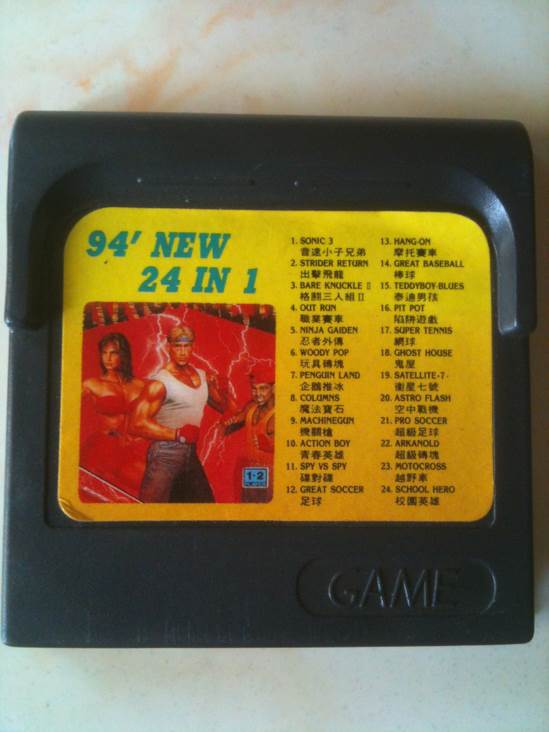 94' NEW
24 IN 1
1. SONIC 3
音速小子兄弟
2. STRIDER RETURN
出擊飛龍
3. BARE KNUCKLE II
格鬪三人組 II
4. OUT RUN
職業賽車
5. NINJA GAIDEN
忍者外傳
6. WOODY POP
玩具磚塊
7. PENGUIN LAND
企鵝推冰
8. COLUMNS
魔法寶石
9. MACHINEGUN
機關槍
10. ACTION BOY
青春英雄
11. SPY VS SPY
碟對碟
12. GREAT SOCCER
足球
13. HANG-ON
摩托賽車
14. GREAT BASEBALL
棒球
15. TEDDYBOY-BLUES
泰迪男孩
16. PIT POT
陷阱遊戲
17. SUPER TENNIS
網球
18. GHOST HOUSE
鬼屋
19. SATELLITE-7-
衛星七號
20. ASTRO FLASH
空中戰機
21. PRO SOCCER
超級足球
22. ARKANOLD
超級磚塊
23. MOTOCROSS
越野車
24. SCHOOL HERO
校園英雄
1-2
GAME